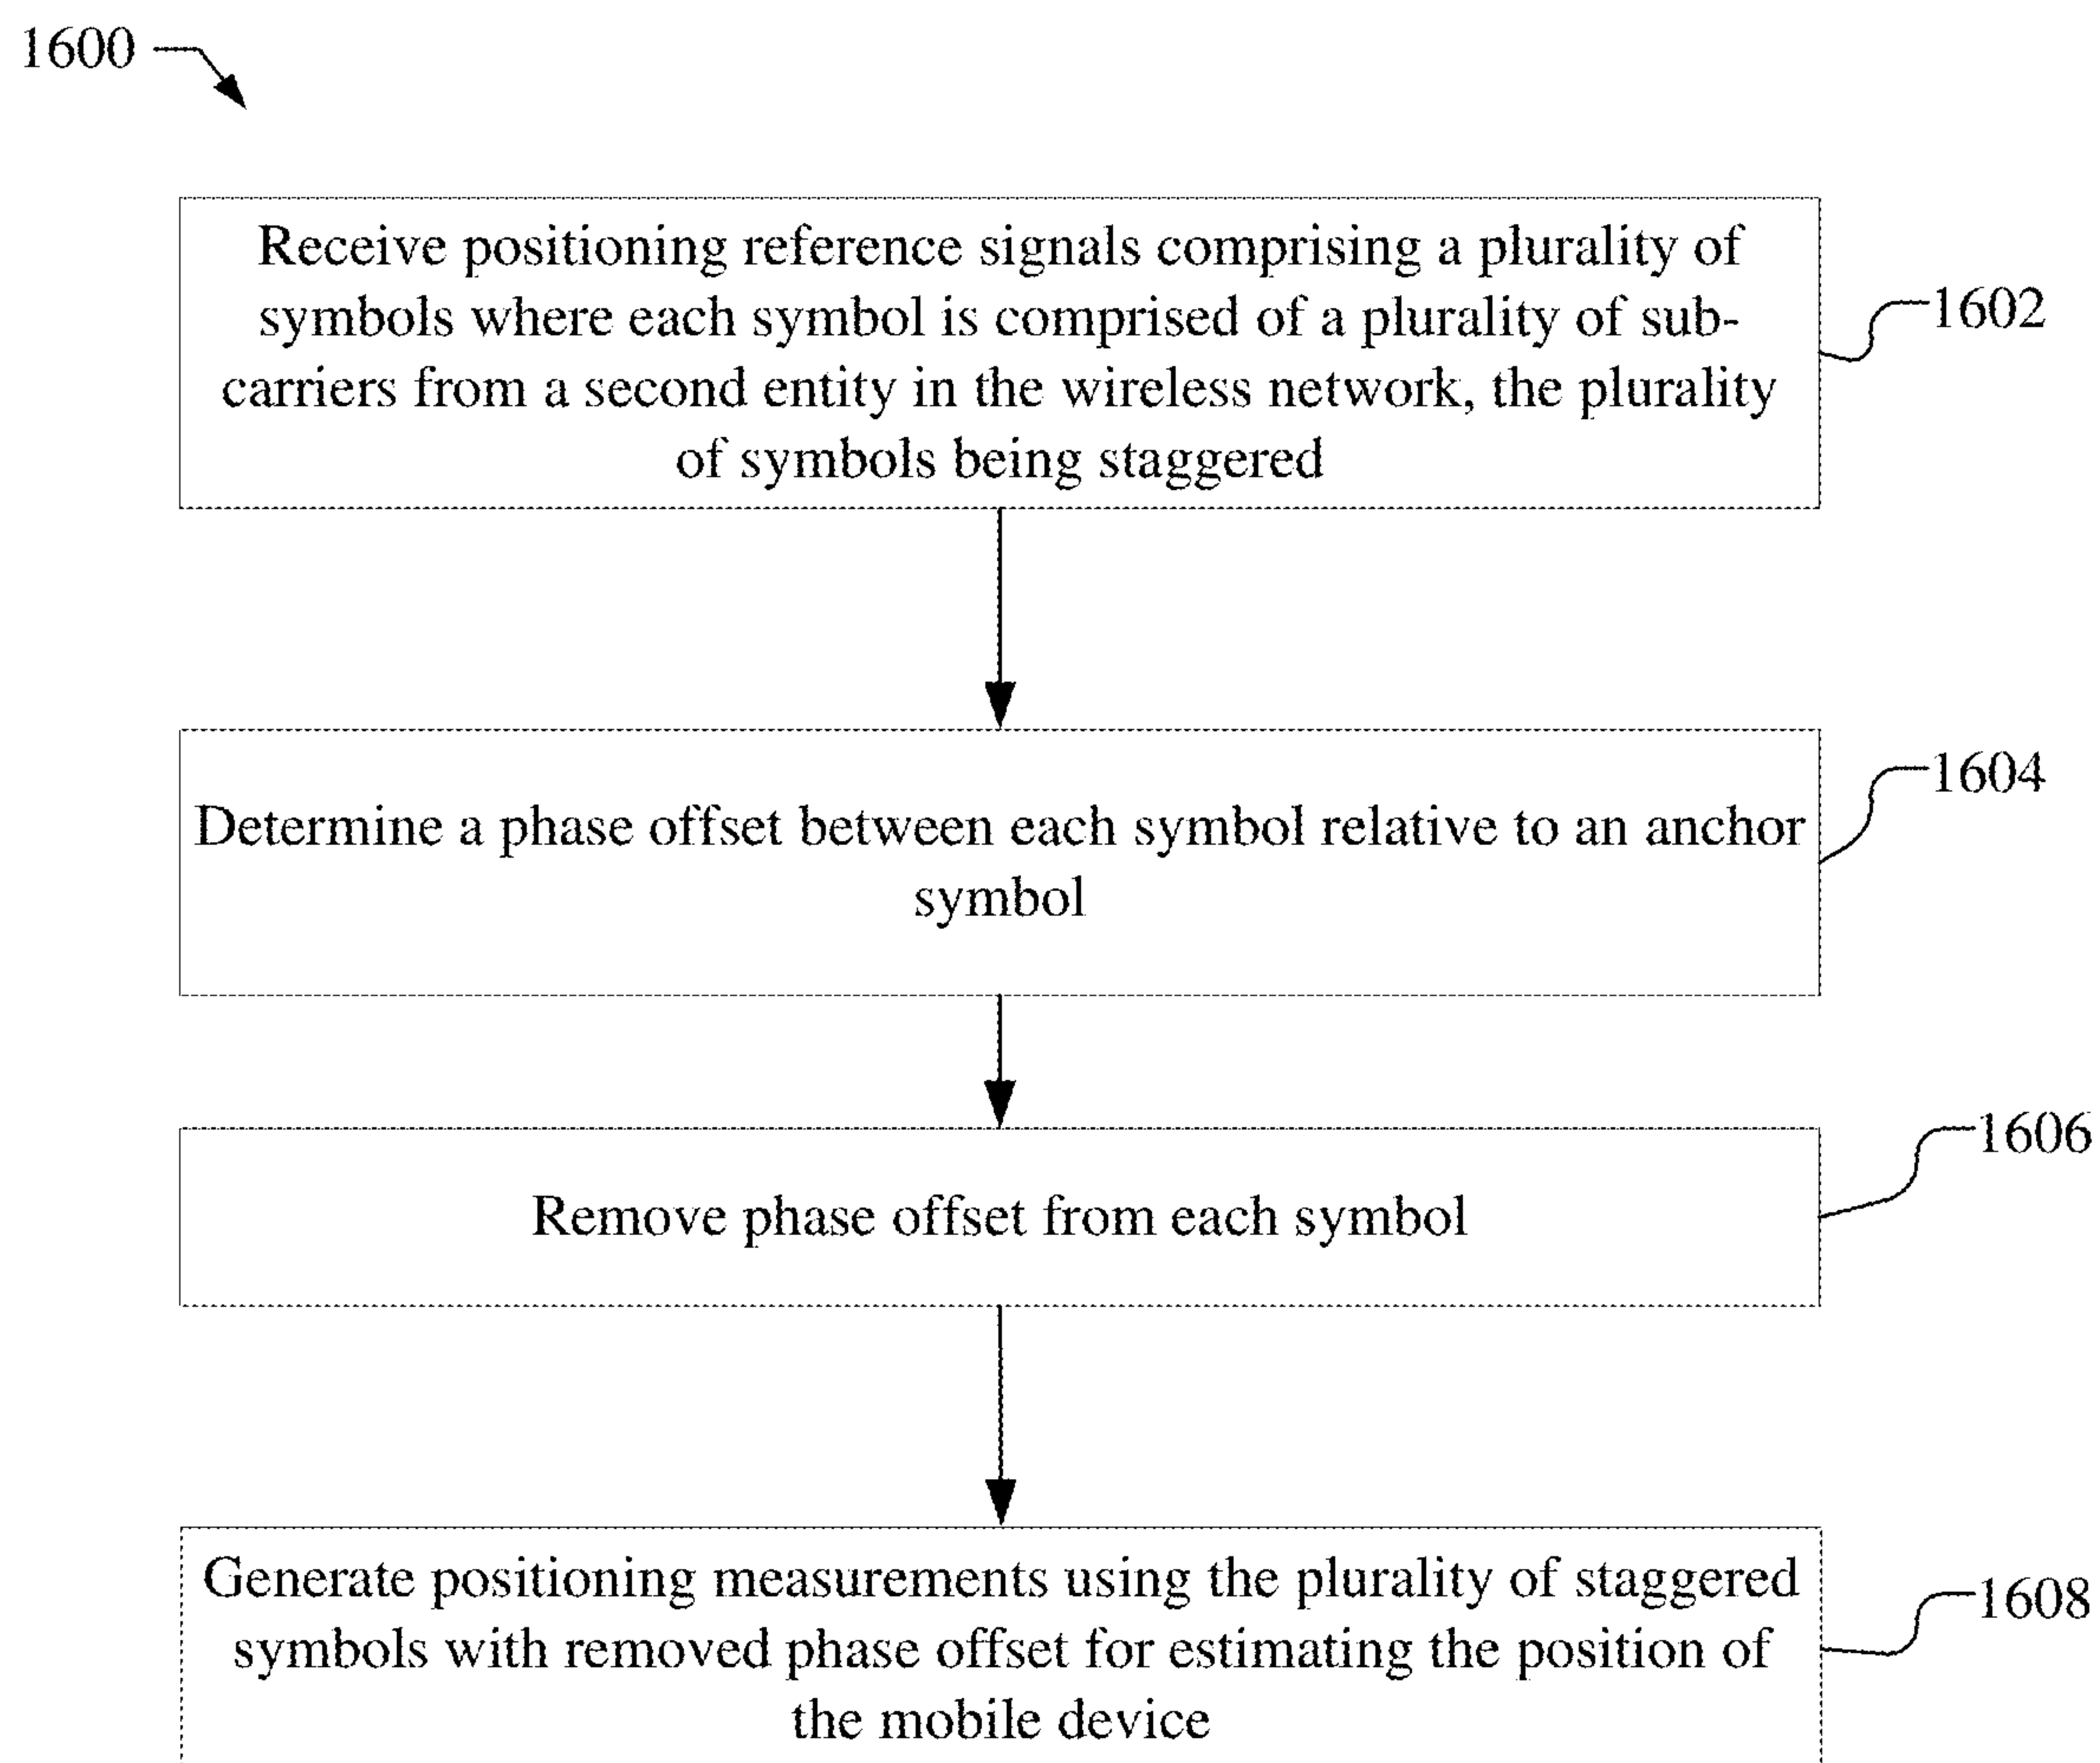 1600
Receive positioning reference signals comprising a plurality of
symbols where each symbol is comprised of a plurality of sub-
carriers from a second entity in the wireless network, the plurality
of symbols being staggered
1602
Determine a phase offset between each symbol relative to an anchor
symbol
1604
Remove phase offset from each symbol
1606
Generate positioning measurements using the plurality of staggered
symbols with removed phase offset for estimating the position of
the mobile device
1608